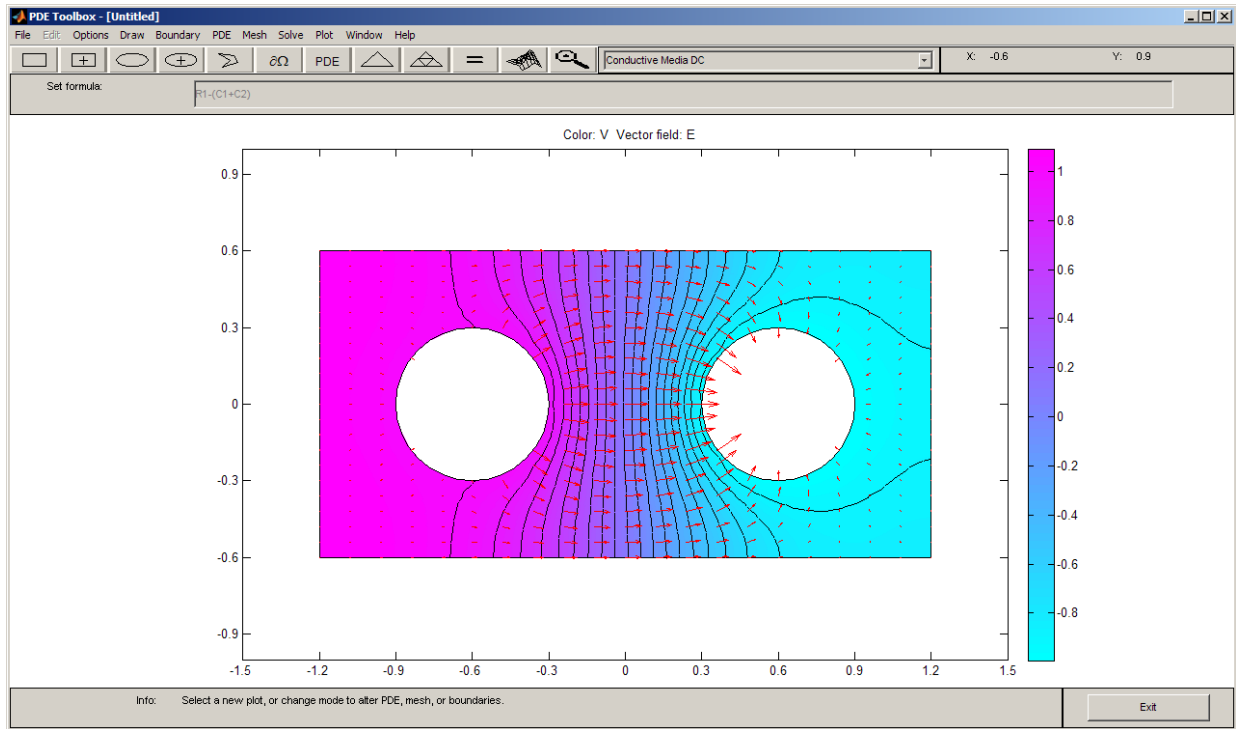 PDE Toolbox - [Untitled]
File Edit Options Draw Boundary PDE Mesh Solve Plot Window Help
∂Ω PDE = Conductive Media DC X: -0.6 Y: 0.9
Set formula: R1-(C1+C2)
Color: V Vector field: E
0.9
0.6
0.3
0
-0.3
-0.6
-0.9
-1.5 -1.2 -0.9 -0.6 -0.3 0 0.3 0.6 0.9 1.2 1.5
1
0.8
0.6
0.4
0.2
0
-0.2
-0.4
-0.6
-0.8
Info: Select a new plot, or change mode to alter PDE, mesh, or boundaries.
Exit